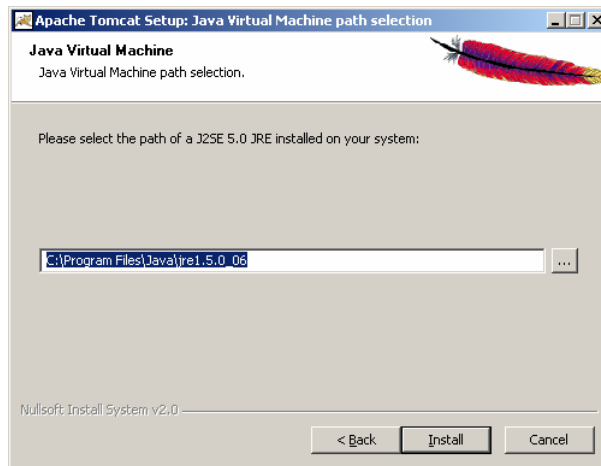 Apache Tomcat Setup: Java Virtual Machine path selection
Java Virtual Machine
Java Virtual Machine path selection.
Please select the path of a J2SE 5.0 JRE installed on your system:
C:\Program Files\Java\jre1.5.0_06
...
Nullsoft Install System v2.0
< Back
Install
Cancel